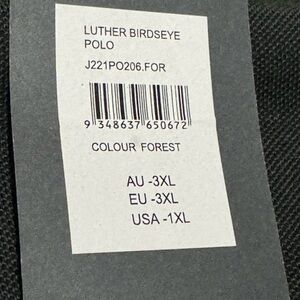 LUTHER BIRDSEYE
POLO
J221PO206.FOR
9 348637 650672
COLOUR FOREST
AU -3XL
EU -3XL
USA -1XL